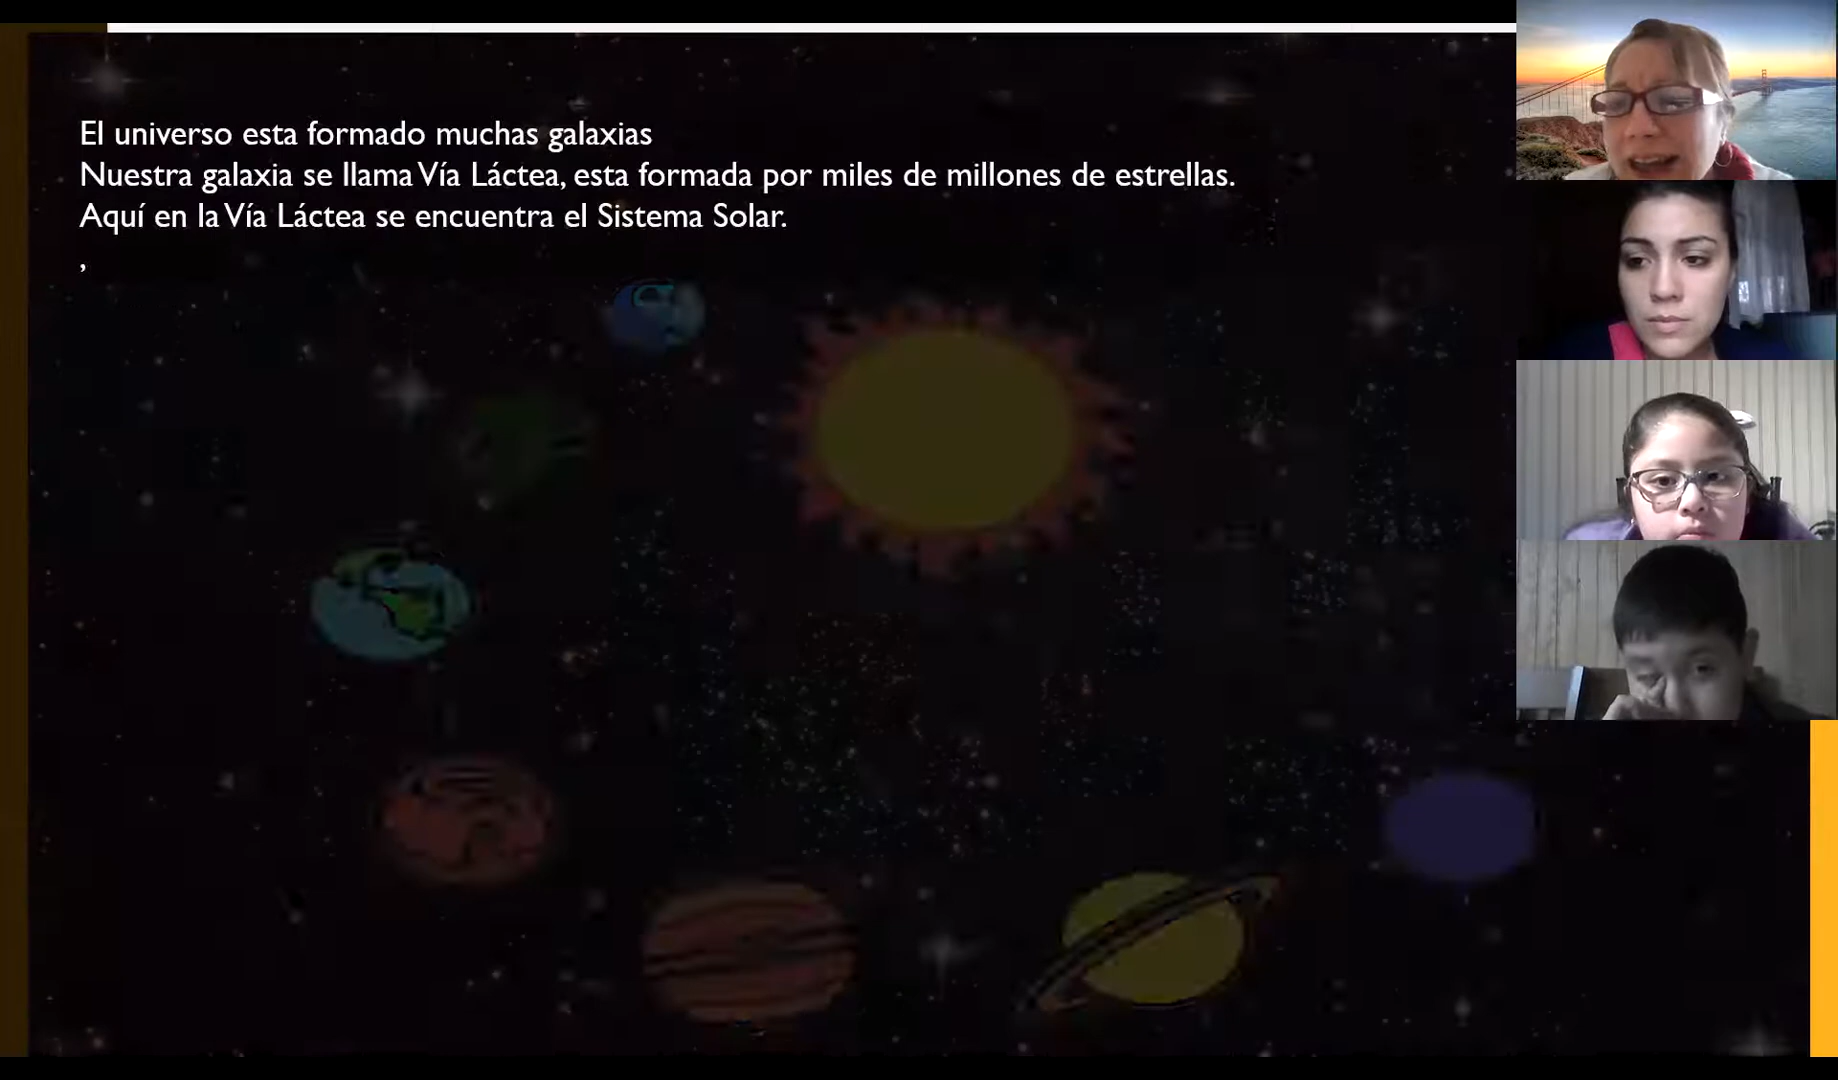 El universo esta formado muchas galaxias
Nuestra galaxia se llama Vía Láctea, esta formada por miles de millones de estrellas.
Aquí en la Vía Láctea se encuentra el Sistema Solar.
,